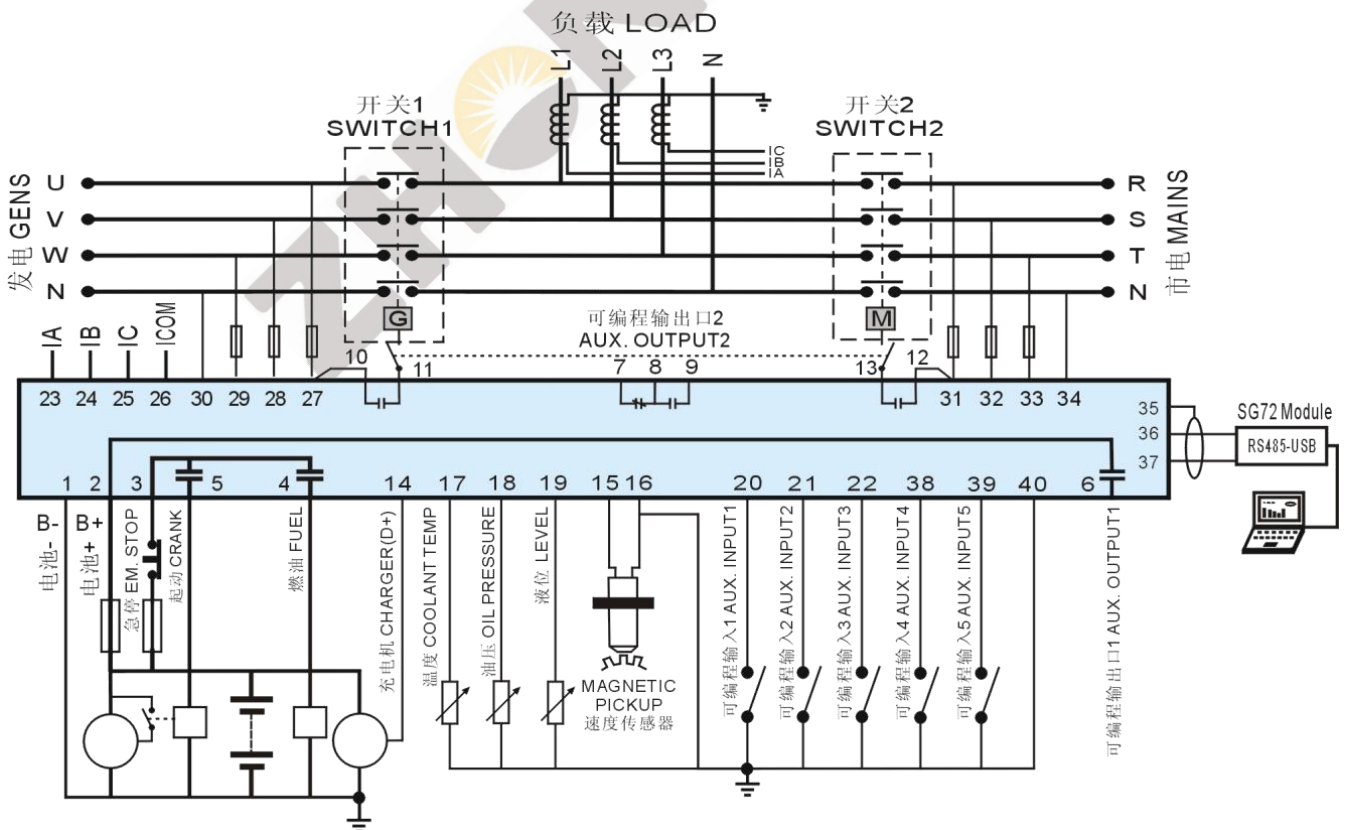 负载 LOAD
L1 L2 L3 N
开关1
SWITCH1
开关2
SWITCH2
IC
IB
IA
发电 GENS
U
V
W
N
市电 MAINS
R
S
T
N
G
M
可编程输出口2
AUX. OUTPUT2
IA IB IC ICOM
10 11 7 8 9 13 12
23 24 25 26 30 29 28 27 31 32 33 34
35
36
37
SG72 Module
RS485-USB
1 2 3 5 4 14 17 18 19 15 16 20 21 22 38 39 40 6
B-
电池-
B+
电池+
急停 EM. STOP
起动 CRANK
燃油 FUEL
充电机 CHARGER(D+)
温度 COOLANT TEMP
油压 OIL PRESSURE
液位 LEVEL
MAGNETIC
PICKUP
速度传感器
可编程输入1 AUX. INPUT1
可编程输入2 AUX. INPUT2
可编程输入3 AUX. INPUT3
可编程输入4 AUX. INPUT4
可编程输入5 AUX. INPUT5
可编程输出口1 AUX. OUTPUT1